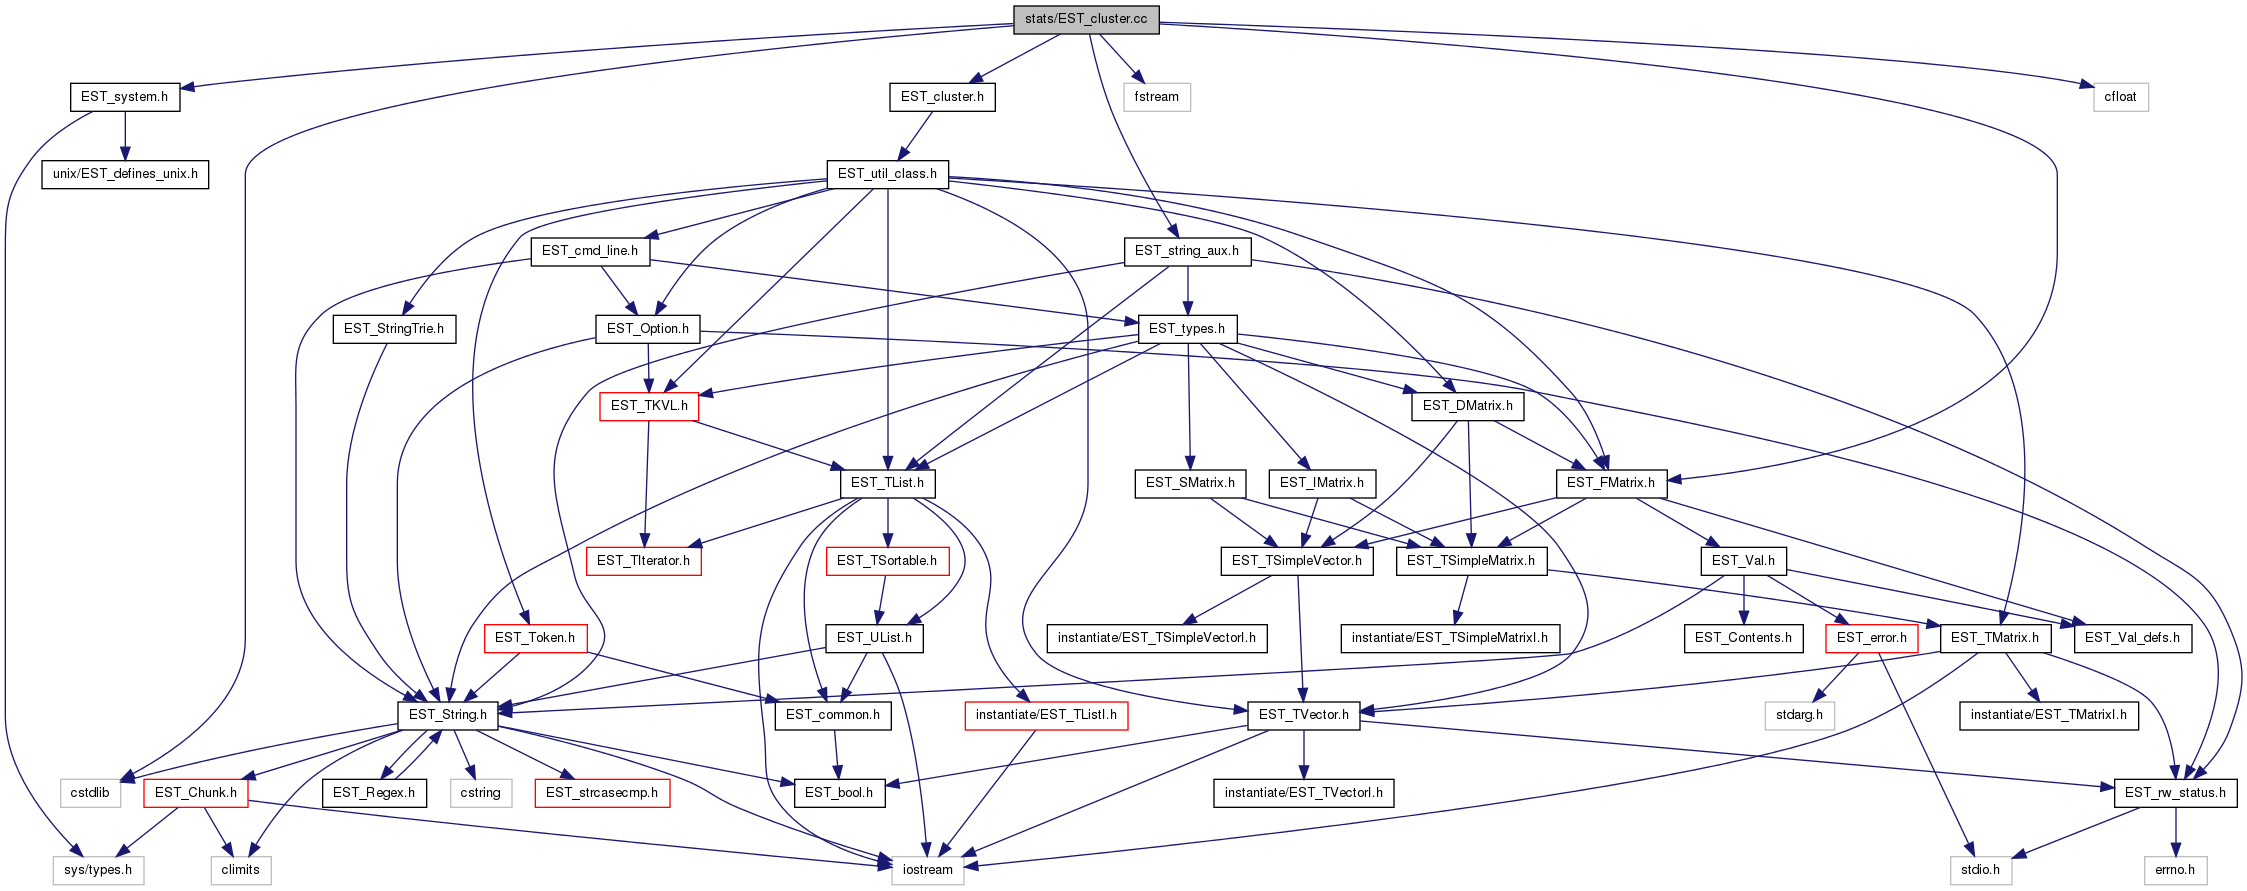 stats/EST_cluster.cc
EST_system.h
EST_cluster.h
fstream
cfloat
unix/EST_defines_unix.h
EST_util_class.h
EST_cmd_line.h
EST_string_aux.h
EST_StringTrie.h
EST_Option.h
EST_types.h
EST_TKVL.h
EST_DMatrix.h
EST_TList.h
EST_SMatrix.h
EST_IMatrix.h
EST_FMatrix.h
EST_TIterator.h
EST_TSortable.h
EST_TSimpleVector.h
EST_TSimpleMatrix.h
EST_Val.h
EST_Token.h
EST_UList.h
instantiate/EST_TSimpleVectorI.h
instantiate/EST_TSimpleMatrixI.h
EST_Contents.h
EST_error.h
EST_TMatrix.h
EST_Val_defs.h
EST_String.h
EST_common.h
instantiate/EST_TListI.h
EST_TVector.h
stdarg.h
instantiate/EST_TMatrixI.h
cstdlib
EST_Chunk.h
EST_Regex.h
cstring
EST_strcasecmp.h
EST_bool.h
instantiate/EST_TVectorI.h
EST_rw_status.h
sys/types.h
climits
iostream
stdio.h
errno.h